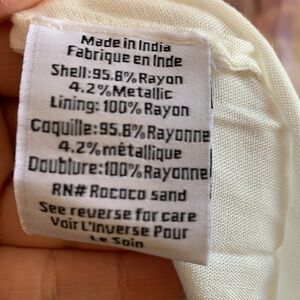 Made in India
Fabrique en Inde
Shell:95.8% Rayon
4.2% Metallic
Lining: 100% Rayon
Coquille:95.8% Rayonne
4.2% métallique
Doublure:100% Rayonne
RN# Rococo sand
See reverse for care
Voir L'inverse Pour
Le Soin